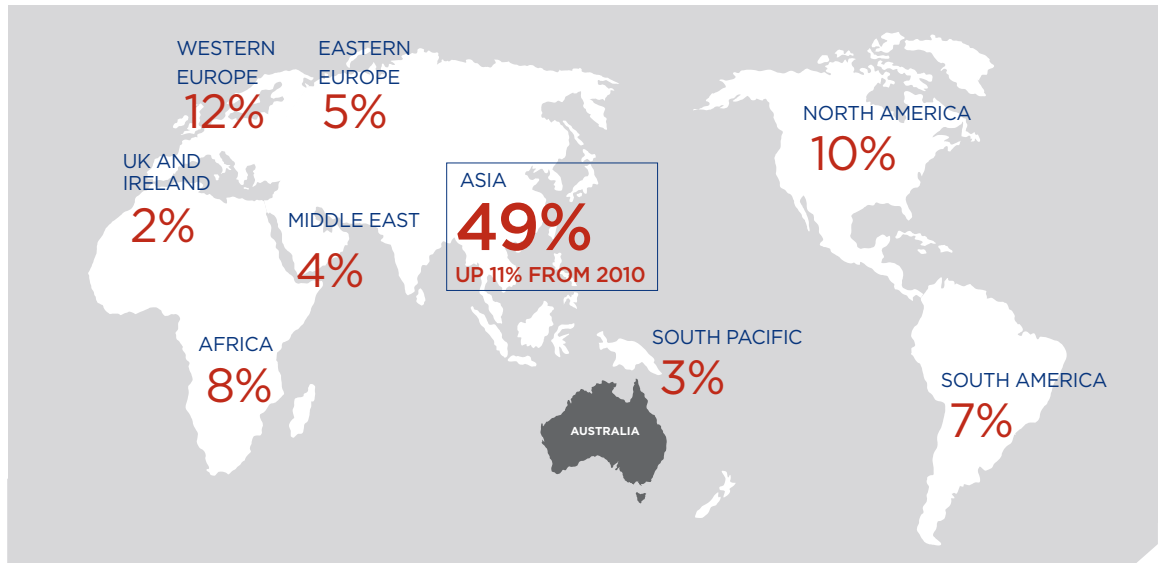 WESTERN
EUROPE
12%
EASTERN
EUROPE
5%
NORTH AMERICA
10%
UK AND
IRELAND
2%
MIDDLE EAST
4%
ASIA
49%
UP 11% FROM 2010
AFRICA
8%
SOUTH PACIFIC
3%
SOUTH AMERICA
7%
AUSTRALIA